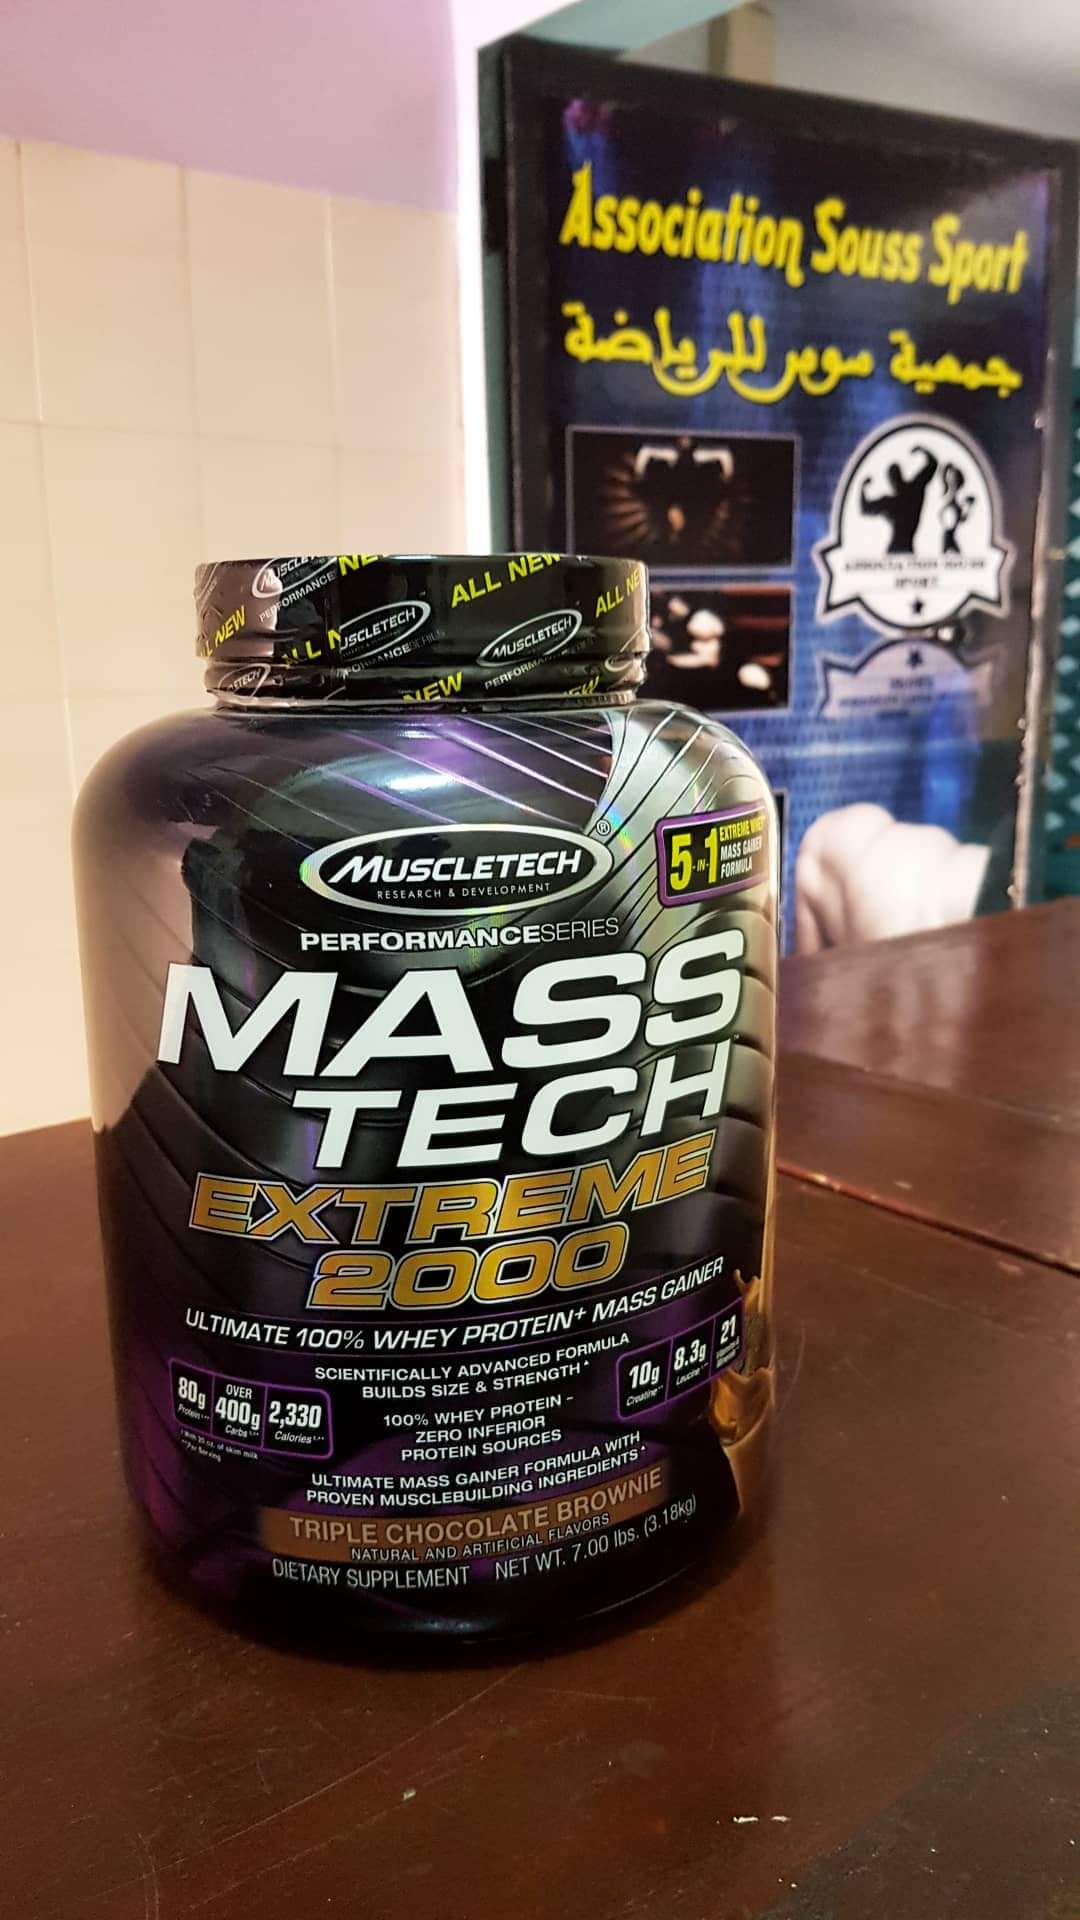 Association Souss Sport
جمعية سوس للرياضة
ASSOCIATION SOUSS
SPORT
ALL NEW
MUSCLETECH
PERFORMANCE
NEW
MUSCLETECH®
RESEARCH & DEVELOPMENT
5-IN-1
EXTREME WHEY
MASS GAINER
FORMULA
PERFORMANCESERIES
MASS
TECH™
EXTREME
2000
ULTIMATE 100% WHEY PROTEIN+ MASS GAINER
SCIENTIFICALLY ADVANCED FORMULA
BUILDS SIZE & STRENGTH
80g Protein
OVER 400g Carbs
2,330 Calories
10g Creatine
8.3g Leucine
21
100% WHEY PROTEIN –
ZERO INFERIOR
PROTEIN SOURCES
ULTIMATE MASS GAINER FORMULA WITH
PROVEN MUSCLEBUILDING INGREDIENTS
TRIPLE CHOCOLATE BROWNIE
NATURAL AND ARTIFICIAL FLAVORS
DIETARY SUPPLEMENT NET WT. 7.00 lbs. (3.18kg)